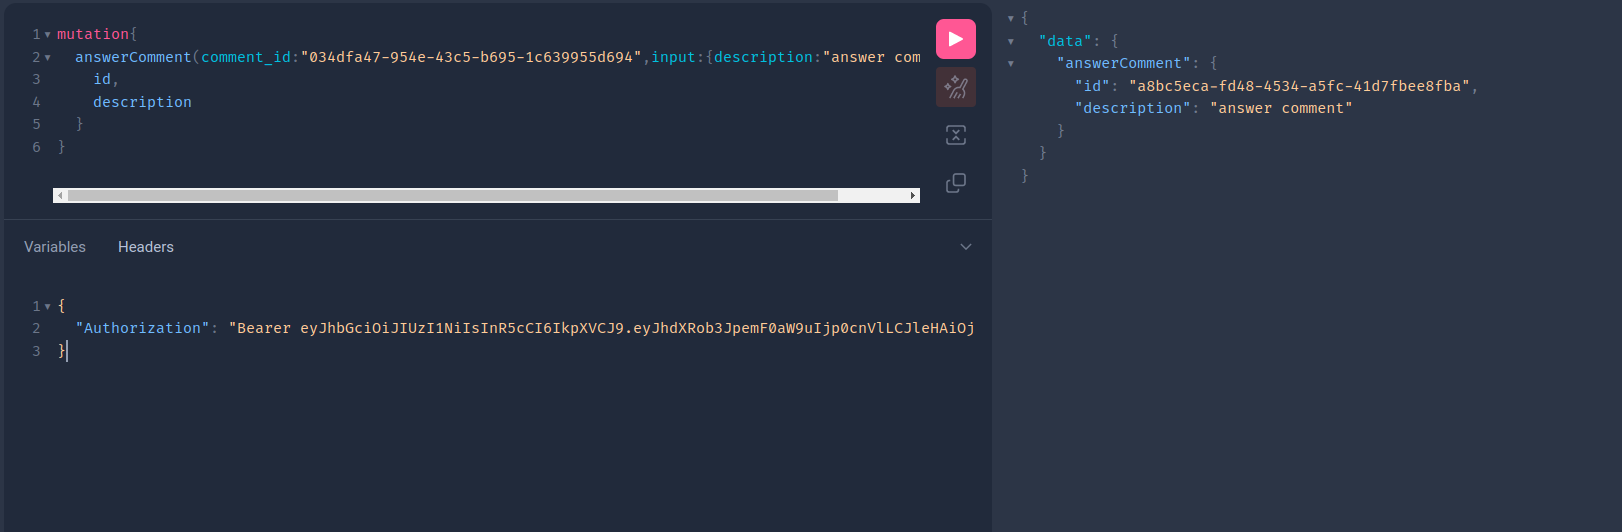 1 mutation{
2 answerComment(comment_id:"034dfa47-954e-43c5-b695-1c639955d694",input:{description:"answer com
3 id,
4 description
5 }
6 }
Variables Headers
1 {
2 "Authorization": "Bearer eyJhbGciOiJIUzI1NiIsInR5cCI6IkpXVCJ9.eyJhdXRob3JpemF0aW9uIjp0cnVlLCJleHAiOj
3 }
{
"data": {
"answerComment": {
"id": "a8bc5eca-fd48-4534-a5fc-41d7fbee8fba",
"description": "answer comment"
}
}
}